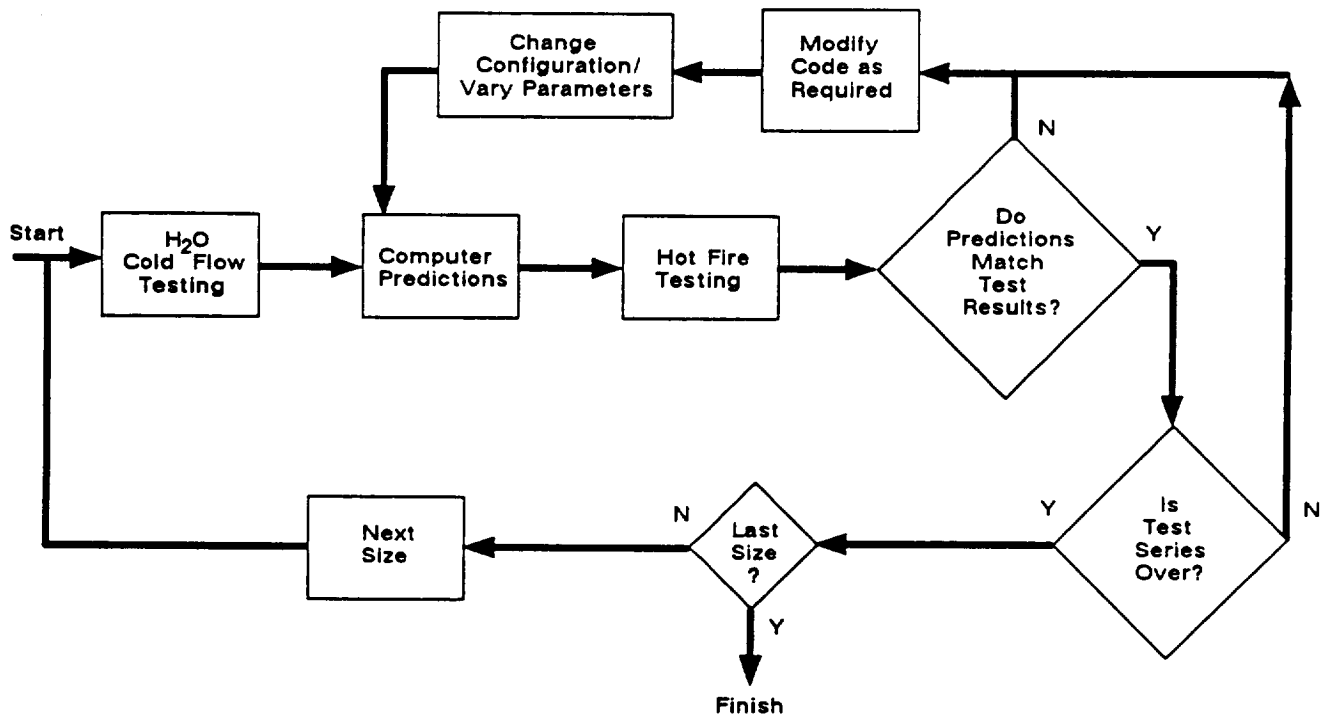 Change
Configuration/
Vary Parameters
Modify
Code as
Required
N
Start
H₂O
Cold Flow
Testing
Computer
Predictions
Hot Fire
Testing
Do
Predictions
Match
Test
Results?
Y
Next
Size
N
Last
Size
?
Y
Finish
Y
Is
Test
Series
Over?
N